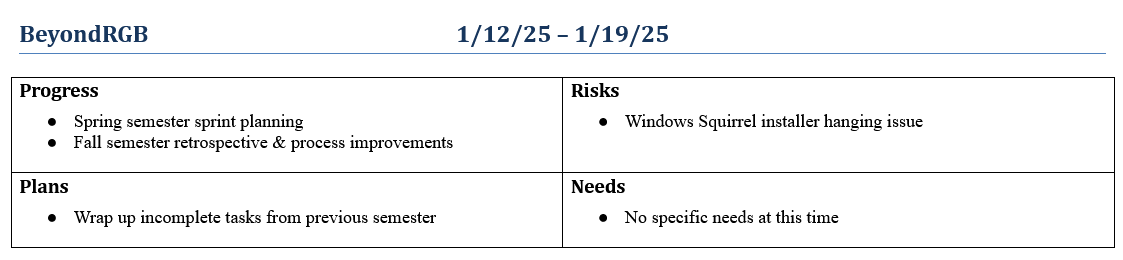 BeyondRGB 1/12/25 – 1/19/25
Progress
● Spring semester sprint planning
● Fall semester retrospective & process improvements
Risks
● Windows Squirrel installer hanging issue
Plans
● Wrap up incomplete tasks from previous semester
Needs
● No specific needs at this time